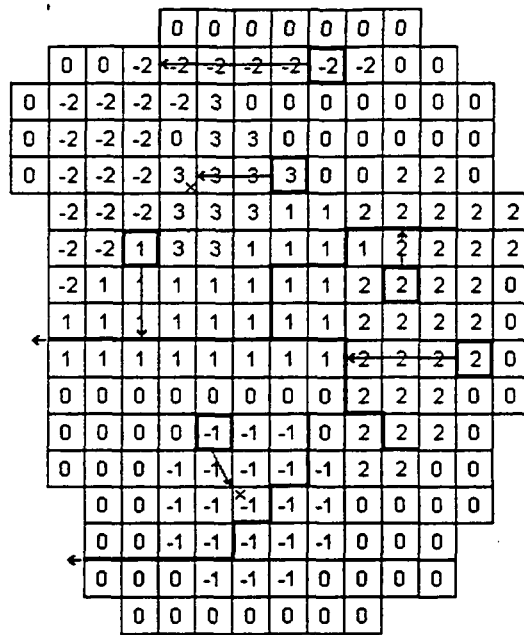 0 0 0 0 0 0 0
0 0 -2 -2 -2 -2 -2 -2 -2 0 0
0 -2 -2 -2 -2 3 0 0 0 0 0 0 0
0 -2 -2 -2 0 3 3 0 0 0 0 0 0
0 -2 -2 -2 3 3 3 3 0 0 2 2 0
-2 -2 -2 3 3 3 1 1 2 2 2 2 2
-2 -2 1 3 3 1 1 1 1 2 2 2 2
-2 1 1 1 1 1 1 1 2 2 2 2 0
1 1 1 1 1 1 1 1 2 2 2 2 0
1 1 1 1 1 1 1 1 2 2 2 2 0
0 0 0 0 0 0 0 0 2 2 2 0 0
0 0 0 0 -1 -1 -1 0 2 2 2 0
0 0 0 -1 -1 -1 -1 -1 2 2 0 0
0 0 -1 -1 -1 -1 -1 0 0 0 0
0 0 -1 -1 -1 -1 -1 0 0 0
0 0 0 -1 -1 -1 0 0 0 0
0 0 0 0 0 0 0